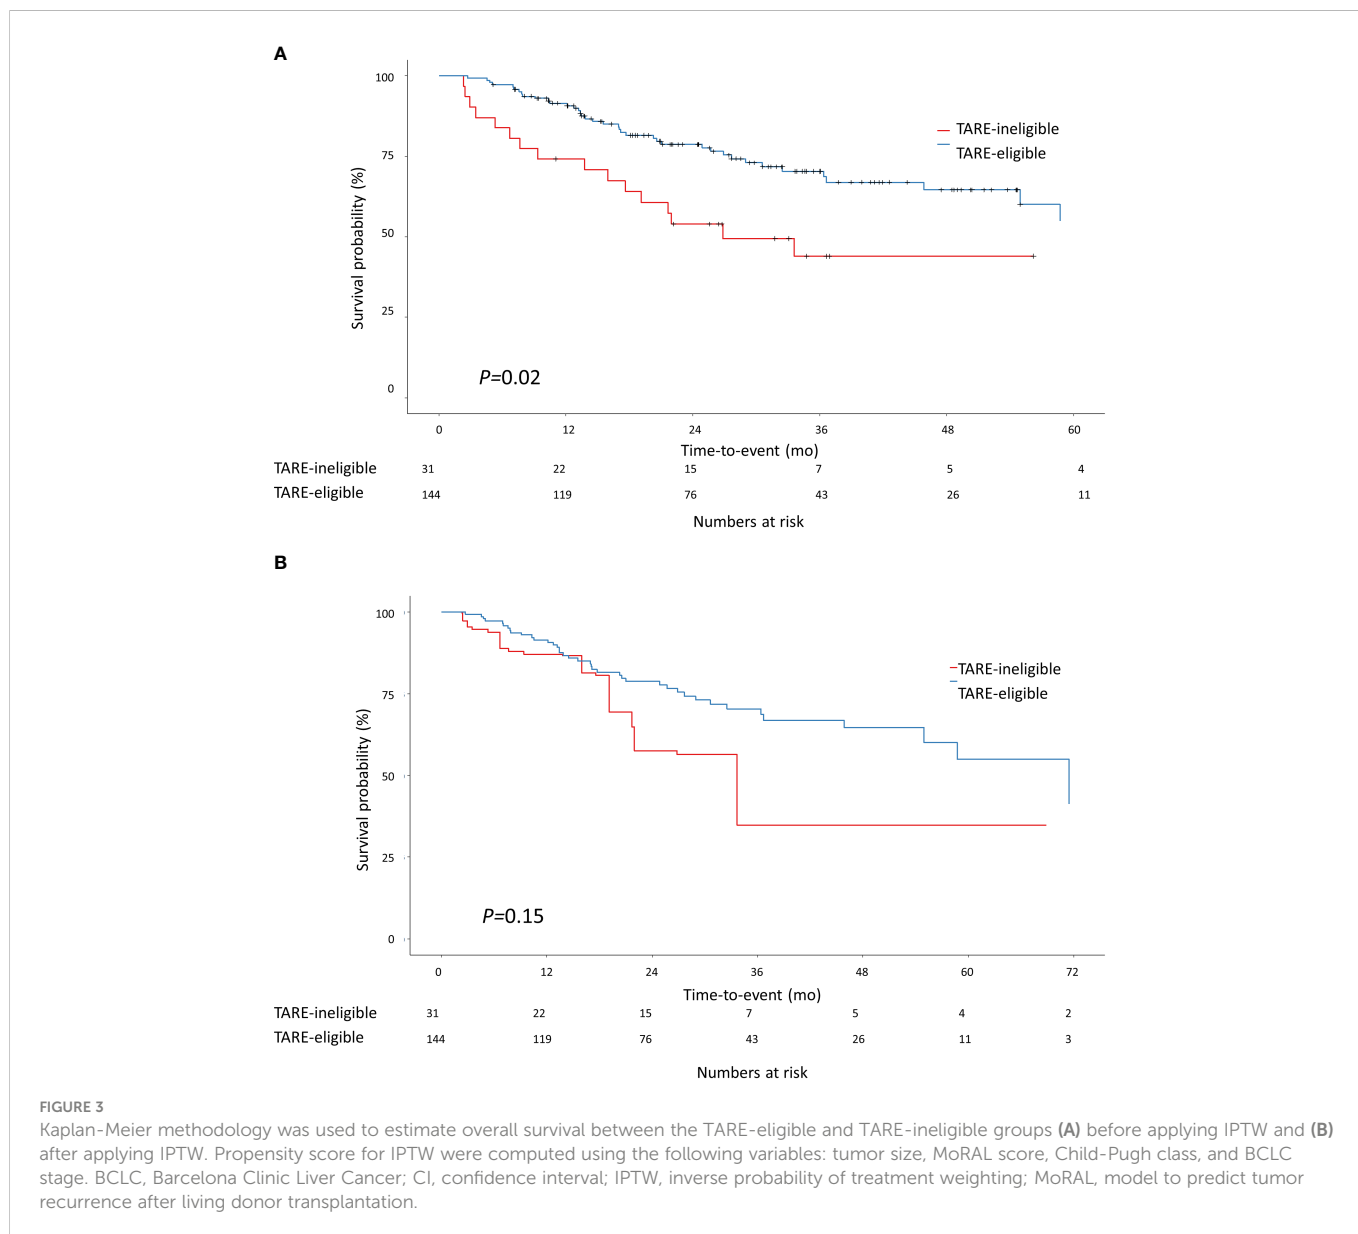 A
100
75
50
25
0
Survival probability (%)
TARE-ineligible
TARE-eligible
P=0.02
0 12 24 36 48 60
Time-to-event (mo)
TARE-ineligible 31 22 15 7 5 4
TARE-eligible 144 119 76 43 26 11
Numbers at risk
B
100
75
50
25
0
Survival probability (%)
TARE-ineligible
TARE-eligible
P=0.15
0 12 24 36 48 60 72
Time-to-event (mo)
TARE-ineligible 31 22 15 7 5 4 2
TARE-eligible 144 119 76 43 26 11 3
Numbers at risk
FIGURE 3
Kaplan-Meier methodology was used to estimate overall survival between the TARE-eligible and TARE-ineligible groups (A) before applying IPTW and (B)
after applying IPTW. Propensity score for IPTW were computed using the following variables: tumor size, MoRAL score, Child-Pugh class, and BCLC
stage. BCLC, Barcelona Clinic Liver Cancer; CI, confidence interval; IPTW, inverse probability of treatment weighting; MoRAL, model to predict tumor
recurrence after living donor transplantation.